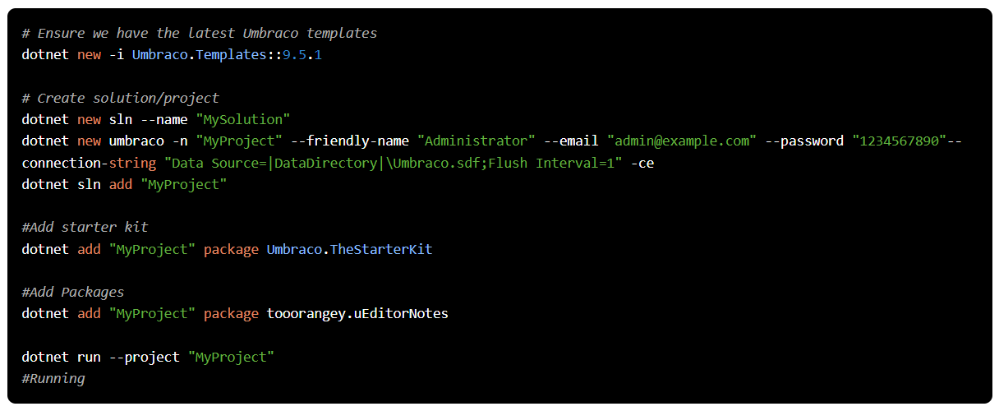 # Ensure we have the latest Umbraco templates
dotnet new -i Umbraco.Templates::9.5.1
# Create solution/project
dotnet new sln --name "MySolution"
dotnet new umbraco -n "MyProject" --friendly-name "Administrator" --email "admin@example.com" --password "1234567890"--
connection-string "Data Source=|DataDirectory|\Umbraco.sdf;Flush Interval=1" -ce
dotnet sln add "MyProject"
#Add starter kit
dotnet add "MyProject" package Umbraco.TheStarterKit
#Add Packages
dotnet add "MyProject" package tooorangey.uEditorNotes
dotnet run --project "MyProject"
#Running